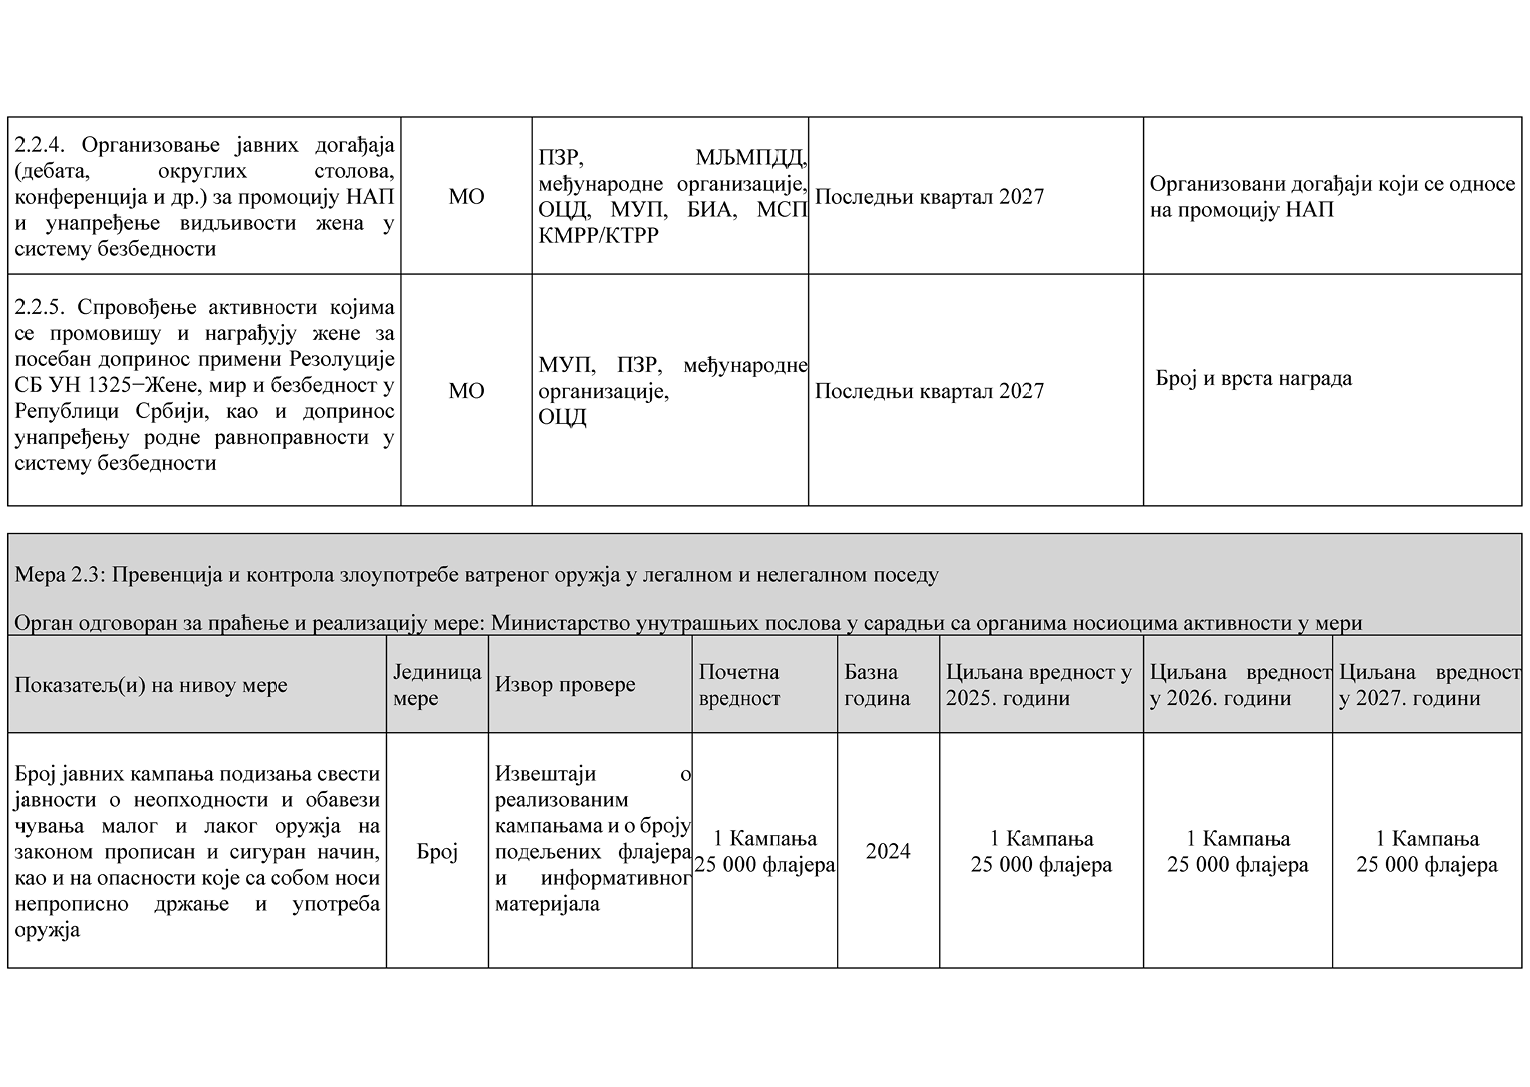 2.2.4. Организовање јавних догађаја
(дебата, округлих столова,
конференција и др.) за промоцију НАП
и унапређење видљивости жена у
систему безбедности
МО
ПЗР, МЉМПДД,
међународне организације,
ОЦД, МУП, БИА, МСП
КМРР/КТРР
Последњи квартал 2027
Организовани догађаји који се односе
на промоцију НАП
2.2.5. Спровођење активности којима
се промовишу и награђују жене за
посебан допринос примени Резолуције
СБ УН 1325−Жене, мир и безбедност у
Републици Србији, као и допринос
унапређењу родне равноправности у
систему безбедности
МО
МУП, ПЗР, међународне
организације,
ОЦД
Последњи квартал 2027
Број и врста награда
Мера 2.3: Превенција и контрола злоупотребе ватреног оружја у легалном и нелегалном поседу
Орган одговоран за праћење и реализацију мере: Министарство унутрашњих послова у сарадњи са органима носиоцима активности у мери
Показатељ(и) на нивоу мере
Јединица
мере
Извор провере
Почетна
вредност
Базна
година
Циљана вредност у
2025. години
Циљана вредност
у 2026. години
Циљана вредност
у 2027. години
Број јавних кампања подизања свести
јавности о неопходности и обавези
чувања малог и лаког оружја на
законом прописан и сигуран начин,
као и на опасности које са собом носи
непрописно држање и употреба
оружја
Број
Извештаји о
реализованим
кампањама и о броју
подељених флајера
и информативног
материјала
1 Кампања
25 000 флајера
2024
1 Кампања
25 000 флајера
1 Кампања
25 000 флајера
1 Кампања
25 000 флајера